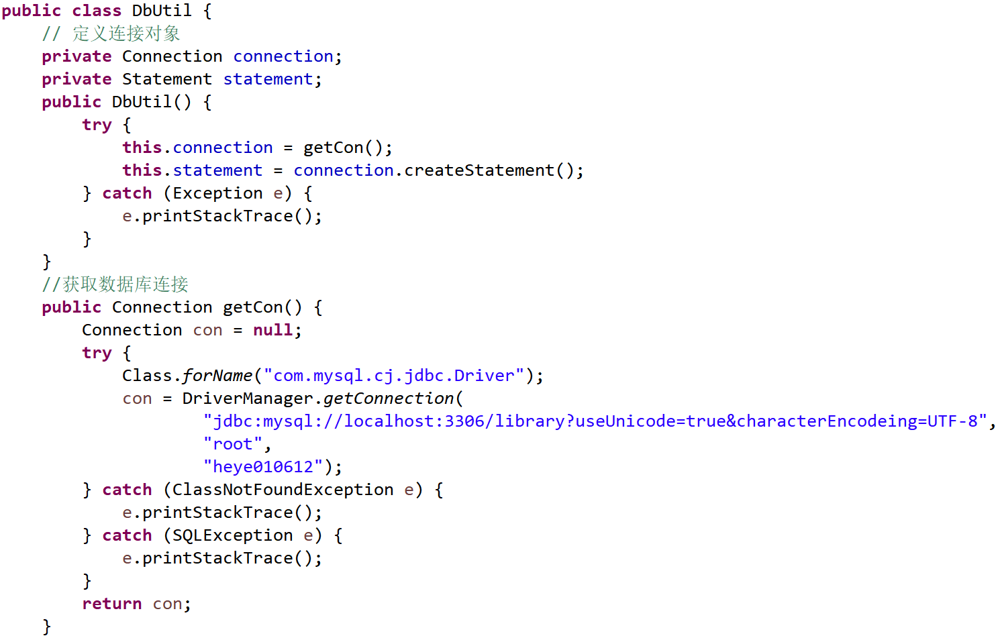 public class DbUtil {
    // 定义连接对象
    private Connection connection;
    private Statement statement;
    public DbUtil() {
        try {
            this.connection = getCon();
            this.statement = connection.createStatement();
        } catch (Exception e) {
            e.printStackTrace();
        }
    }
    //获取数据库连接
    public Connection getCon() {
        Connection con = null;
        try {
            Class.forName("com.mysql.cj.jdbc.Driver");
            con = DriverManager.getConnection(
                    "jdbc:mysql://localhost:3306/library?useUnicode=true&characterEncodeing=UTF-8",
                    "root",
                    "heye010612");
        } catch (ClassNotFoundException e) {
            e.printStackTrace();
        } catch (SQLException e) {
            e.printStackTrace();
        }
        return con;
    }